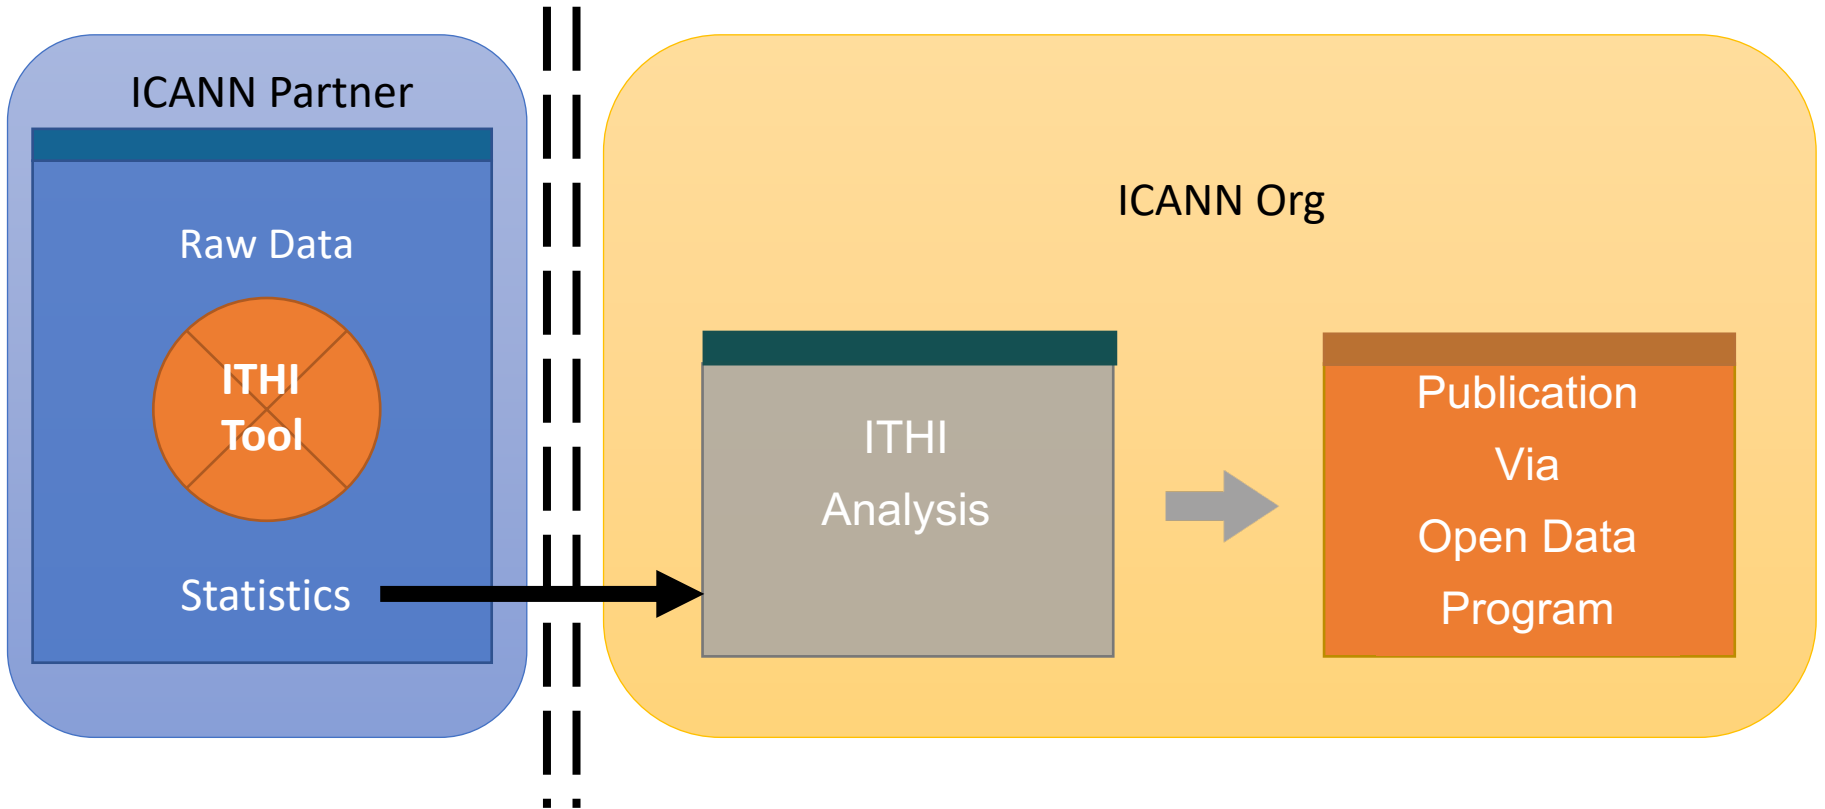 ICANN Partner
Raw Data
ITHI
Tool
Statistics
ICANN Org
ITHI
Analysis
Publication
Via
Open Data
Program